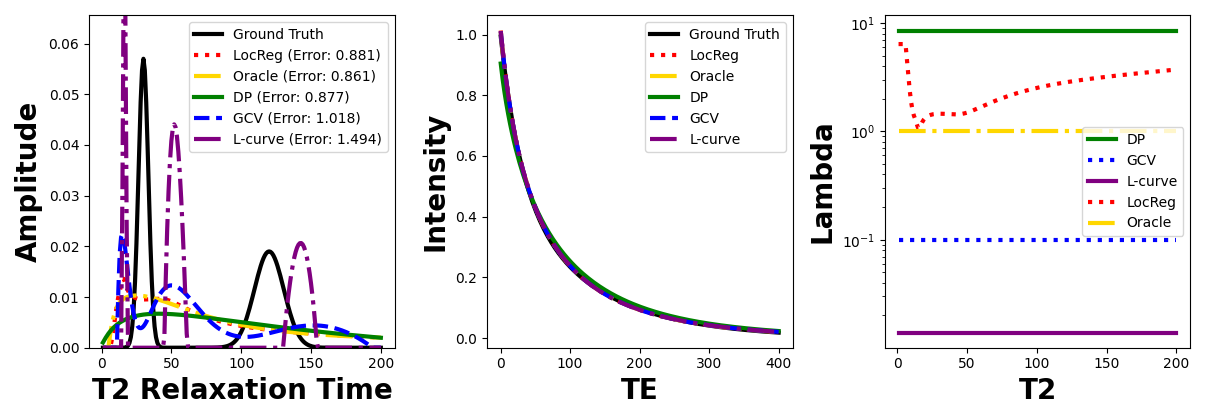 0.06
0.05
0.04
0.03
0.02
0.01
0.00
Amplitude
0 50 100 150 200
T2 Relaxation Time
Ground Truth
LocReg (Error: 0.881)
Oracle (Error: 0.861)
DP (Error: 0.877)
GCV (Error: 1.018)
L-curve (Error: 1.494)
1.0
0.8
0.6
0.4
0.2
0.0
Intensity
0 100 200 300 400
TE
Ground Truth
LocReg
Oracle
DP
GCV
L-curve
10¹
10⁰
10⁻¹
Lambda
0 50 100 150 200
T2
DP
GCV
L-curve
LocReg
Oracle